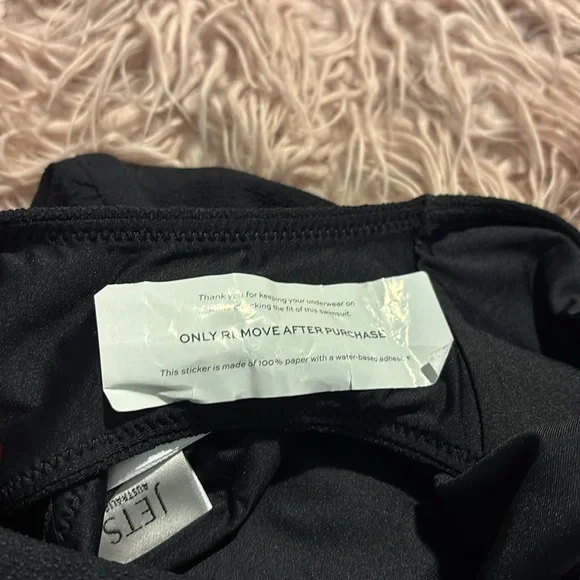 Thank you for keeping your underwear on
checking the fit of this swimsuit.
ONLY REMOVE AFTER PURCHASE
This sticker is made of 100% paper with a water-based adhesive
JETS
AUSTRALIA